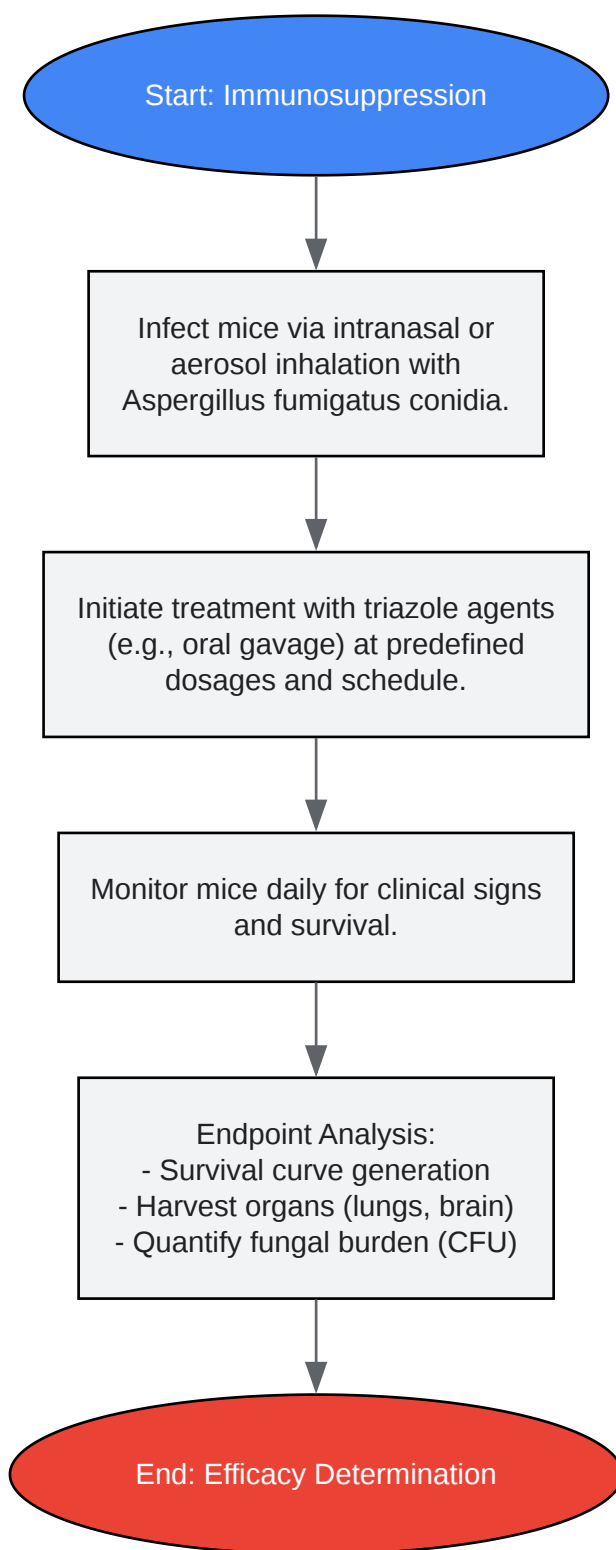 Start: Immunosuppression
Infect mice via intranasal or
aerosol inhalation with
Aspergillus fumigatus conidia.
Initiate treatment with triazole agents
(e.g., oral gavage) at predefined
dosages and schedule.
Monitor mice daily for clinical signs
and survival.
Endpoint Analysis:
- Survival curve generation
- Harvest organs (lungs, brain)
- Quantify fungal burden (CFU)
End: Efficacy Determination